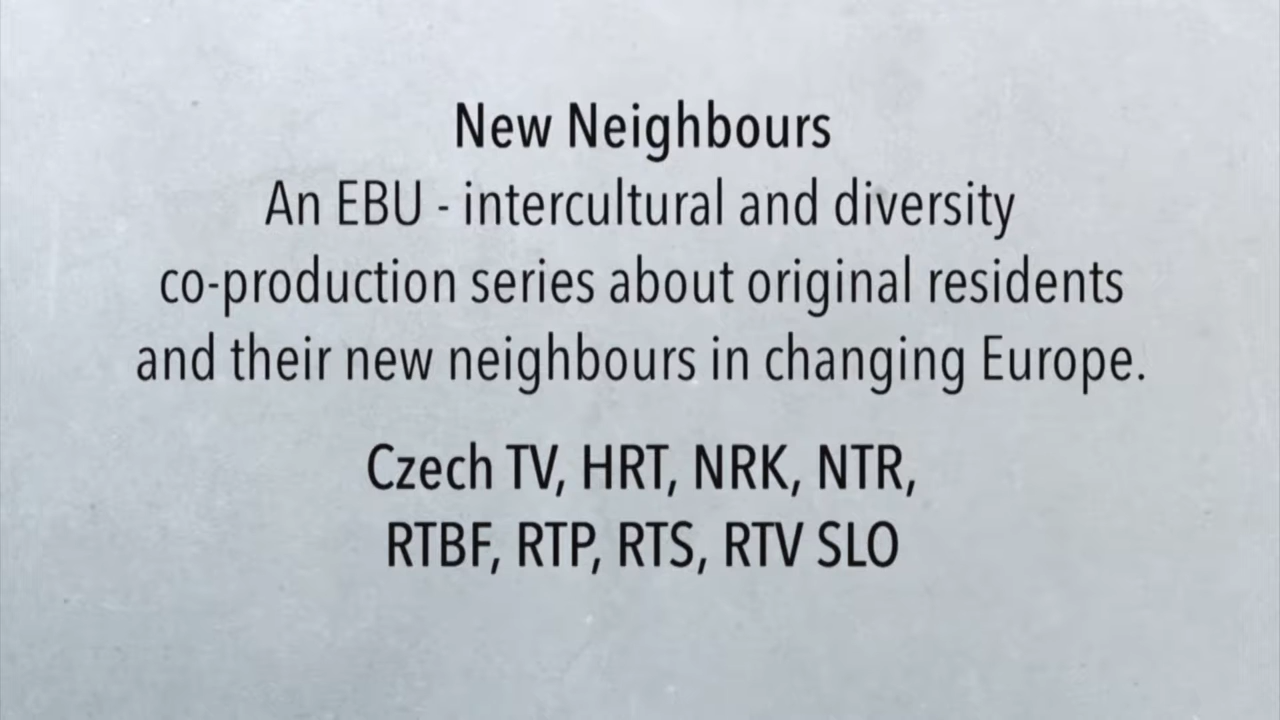 New Neighbours
An EBU - intercultural and diversity
co-production series about original residents
and their new neighbours in changing Europe.
Czech TV, HRT, NRK, NTR,
RTBF, RTP, RTS, RTV SLO